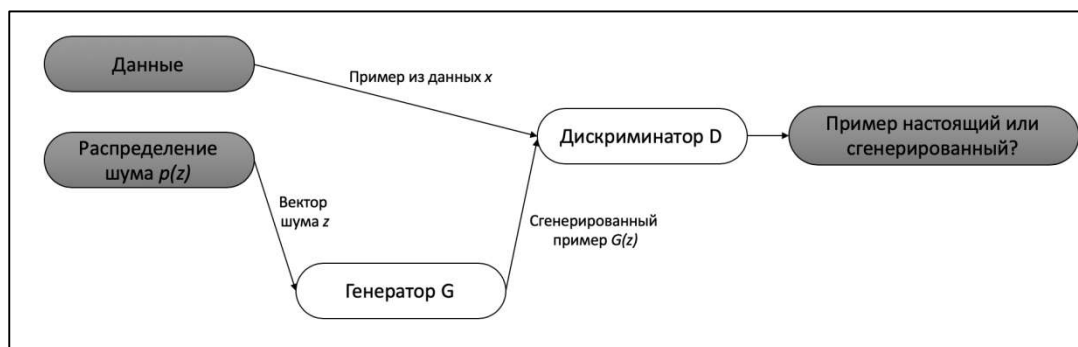 Данные
Пример из данных x
Распределение
шума p(z)
Дискриминатор D
Пример настоящий или
сгенерированный?
Вектор
шума z
Сгенерированный
пример G(z)
Генератор G